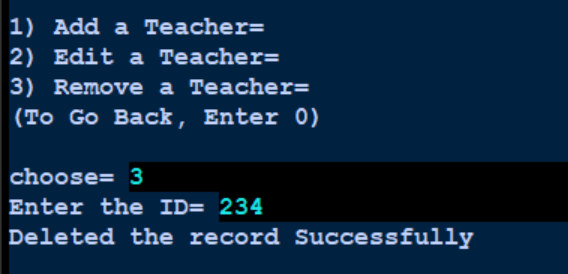 1) Add a Teacher=
2) Edit a Teacher=
3) Remove a Teacher=
(To Go Back, Enter 0)
choose= 3
Enter the ID= 234
Deleted the record Successfully